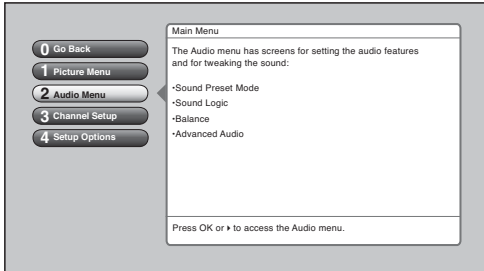 Main Menu
0 Go Back
1 Picture Menu
2 Audio Menu
3 Channel Setup
4 Setup Options
The Audio menu has screens for setting the audio features
and for tweaking the sound:
•Sound Preset Mode
•Sound Logic
•Balance
•Advanced Audio
Press OK or ▸ to access the Audio menu.